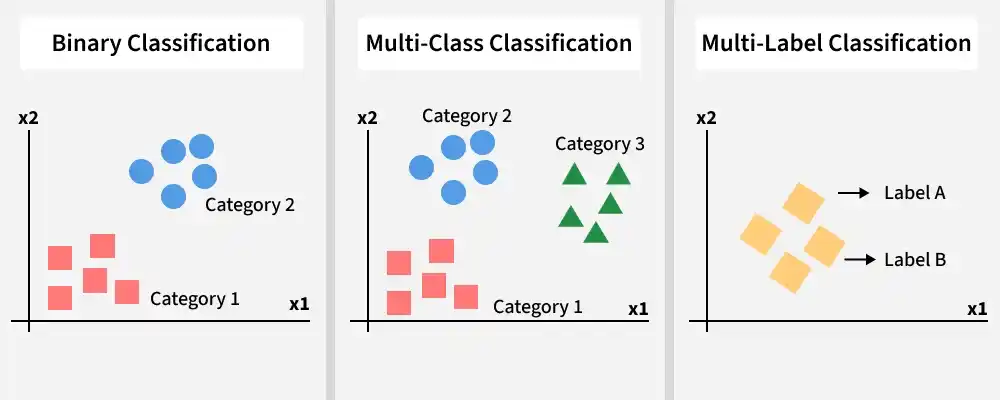 Binary Classification
x2
Category 2
Category 1
x1
Multi-Class Classification
x2
Category 2
Category 3
Category 1
x1
Multi-Label Classification
x2
Label A
Label B
x1